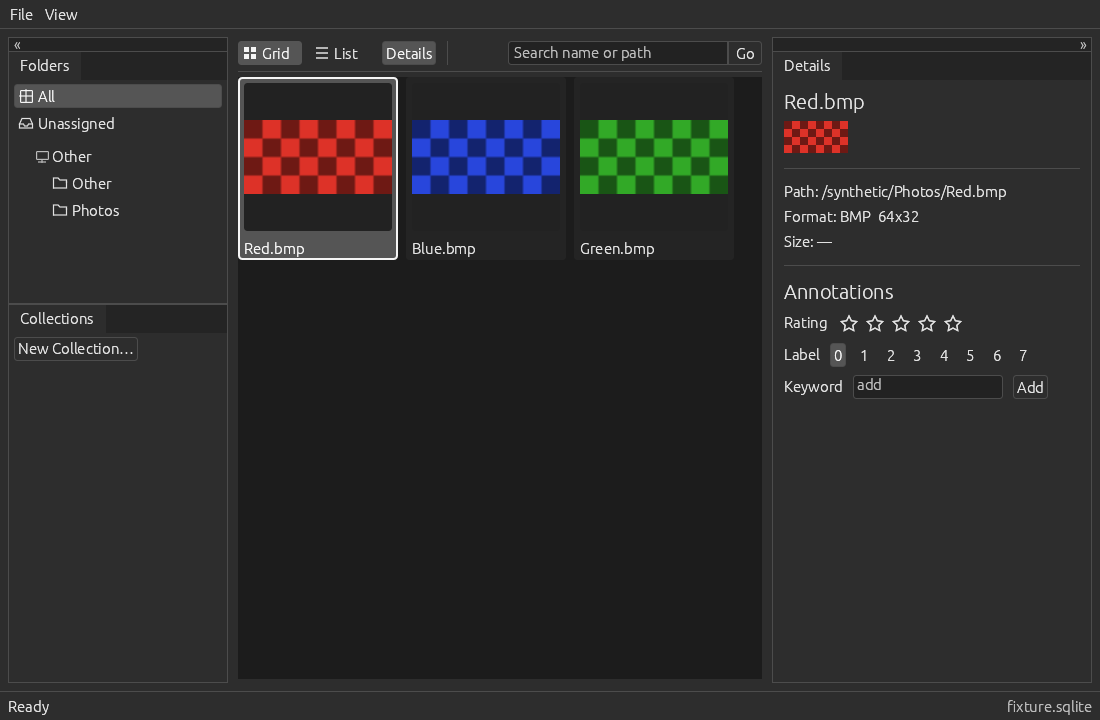 File View
«
Folders
All
Unassigned
Other
Other
Photos
Collections
New Collection...
Grid List Details Search name or path Go
Red.bmp Blue.bmp Green.bmp
»
Details
Red.bmp
Path: /synthetic/Photos/Red.bmp
Format: BMP 64x32
Size: —
Annotations
Rating
Label 0 1 2 3 4 5 6 7
Keyword add Add
Ready fixture.sqlite